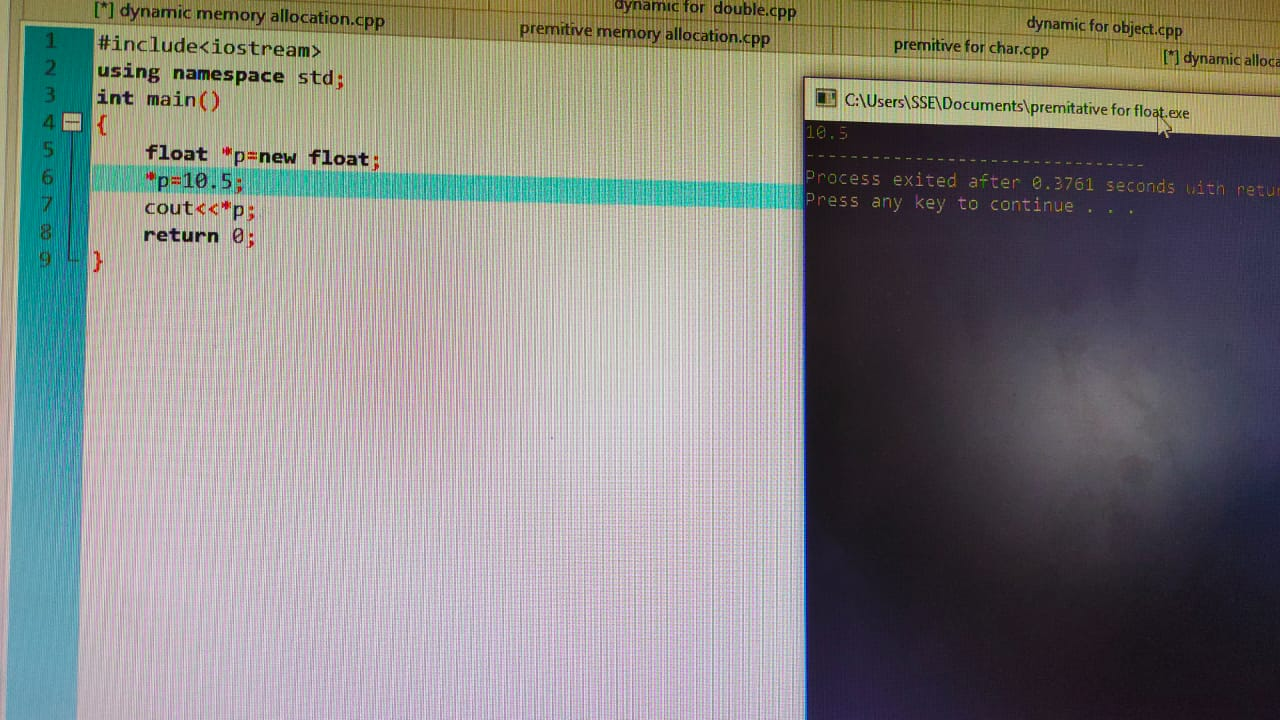 [*] dynamic memory allocation.cpp
dynamic for double.cpp
dynamic for object.cpp
premitive memory allocation.cpp
premitive for char.cpp
[*] dynamic
1 #include<iostream>
2 using namespace std;
3 int main()
4 {
5 float *p=new float;
6 *p=10.5;
7 cout<<*p;
8 return 0;
9 }
C:\Users\SSE\Documents\premitative for float.exe
10.5
--------------------------------
Process exited after 0.3761 seconds with
Press any key to continue . . .